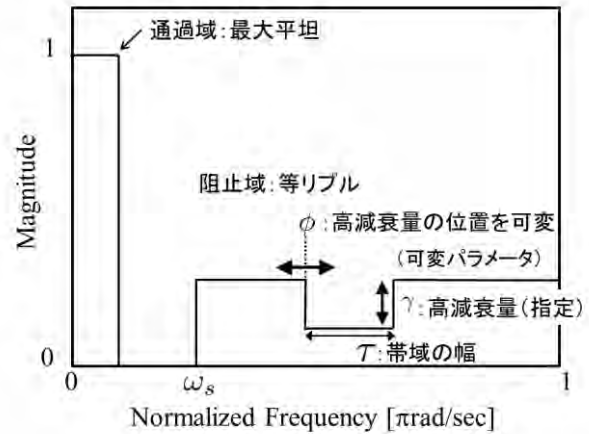 通過域:最大平坦
1
阻止域:等リプル
φ:高減衰量の位置を可変
(可変パラメータ)
γ:高減衰量(指定)
τ:帯域の幅
Magnitude
0
0
ωs
1
Normalized Frequency [πrad/sec]